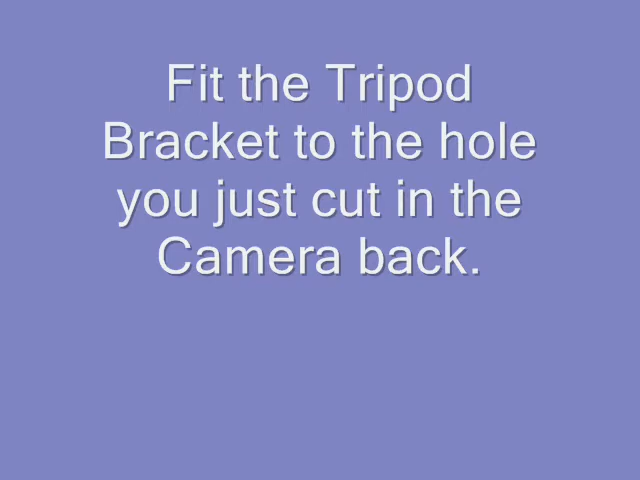 Fit the Tripod
Bracket to the hole
you just cut in the
Camera back.